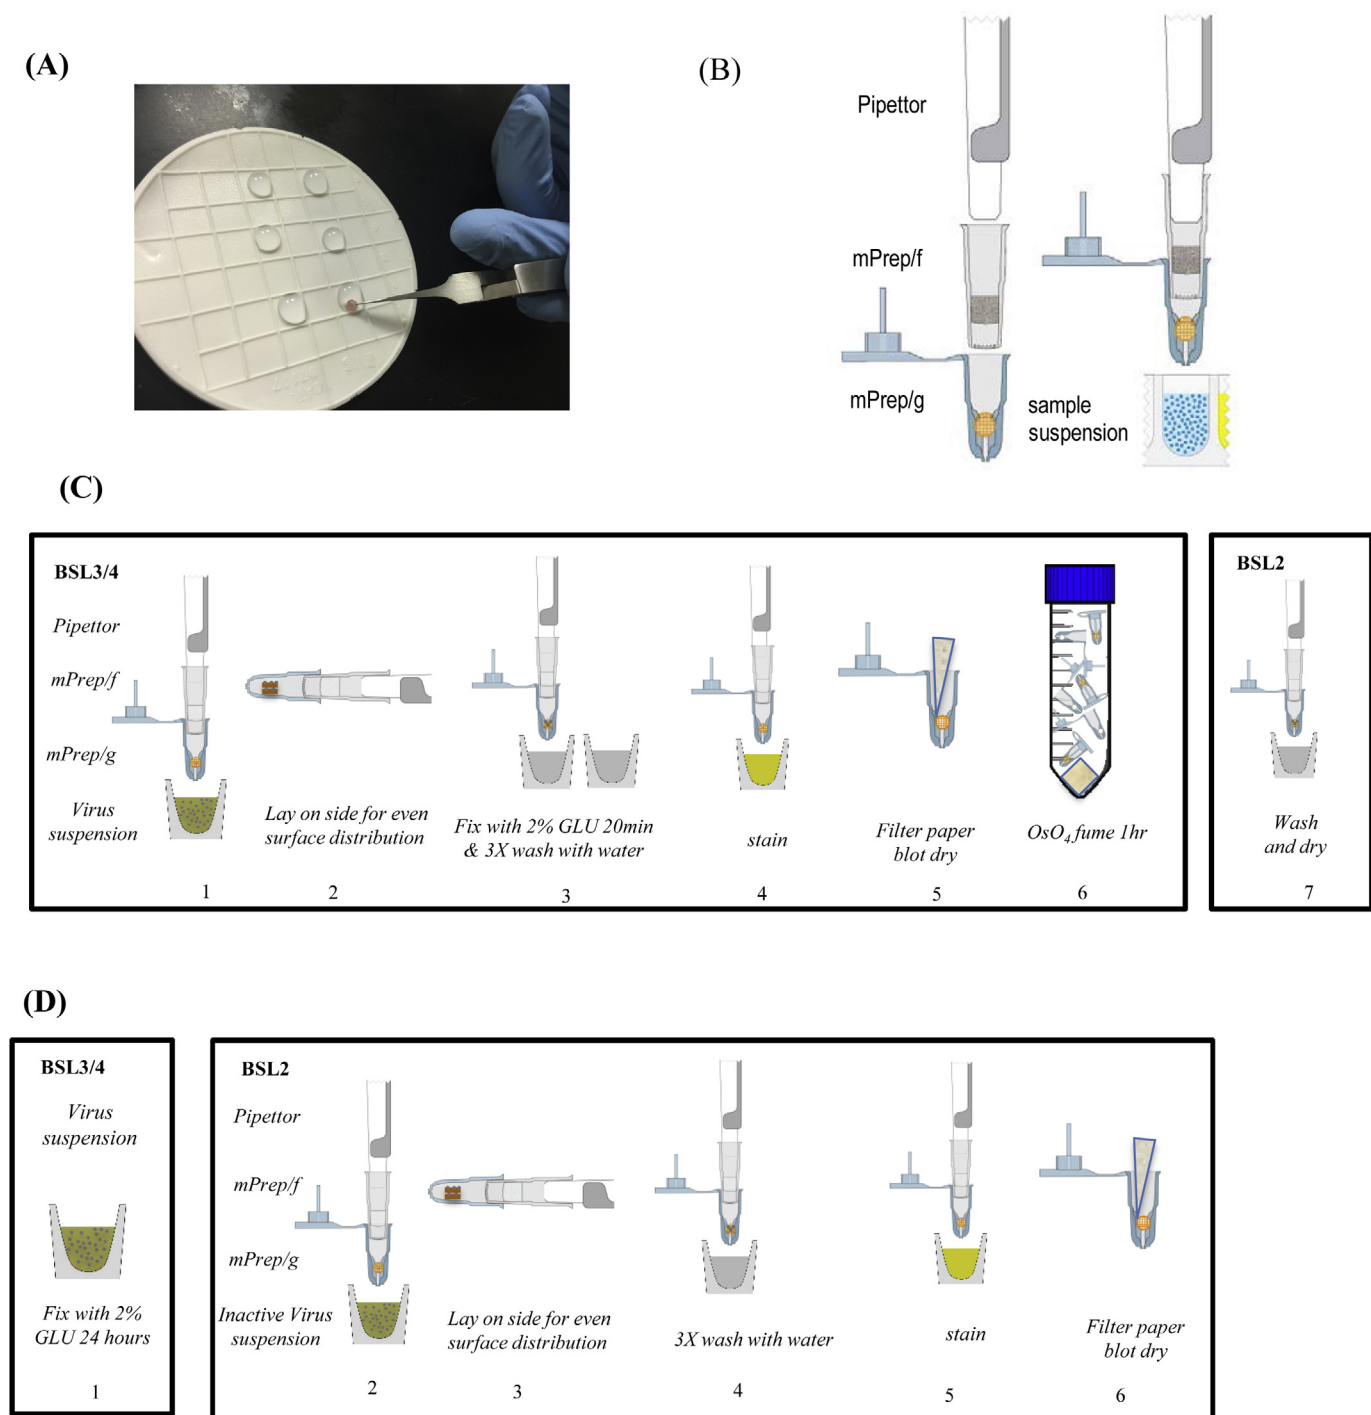 (A)
(B)
Pipettor
mPrep/f
mPrep/g
sample
suspension
(C)
BSL3/4
Pipettor
mPrep/f
mPrep/g
Virus
suspension
1
Lay on side for even
surface distribution
2
Fix with 2% GLU 20min
& 3X wash with water
3
stain
4
Filter paper
blot dry
5
OsO₄ fume 1hr
6
BSL2
Wash
and dry
7
(D)
BSL3/4
Virus
suspension
Fix with 2%
GLU 24 hours
1
BSL2
Pipettor
mPrep/f
mPrep/g
Inactive Virus
suspension
2
Lay on side for even
surface distribution
3
3X wash with water
4
stain
5
Filter paper
blot dry
6